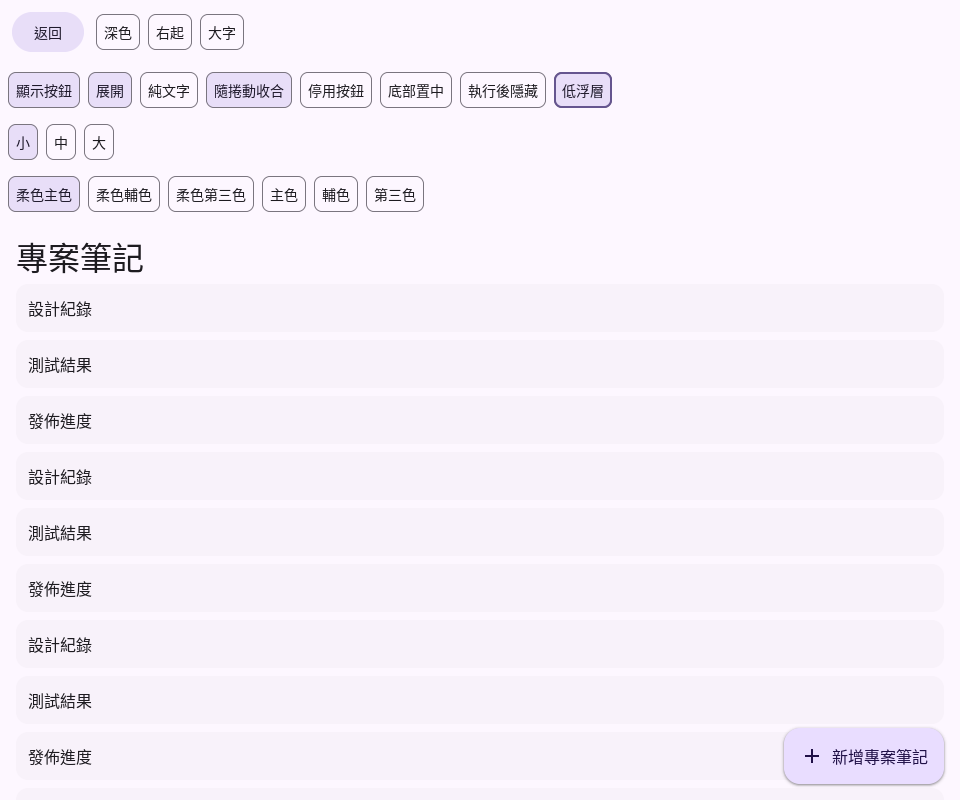 返回 深色 右起 大字
顯示按鈕 展開 純文字 隨捲動收合 停用按鈕 底部置中 執行後隱藏 低浮層
小 中 大
柔色主色 柔色輔色 柔色第三色 主色 輔色 第三色
專案筆記
設計紀錄
測試結果
發佈進度
設計紀錄
測試結果
發佈進度
設計紀錄
測試結果
發佈進度
新增專案筆記